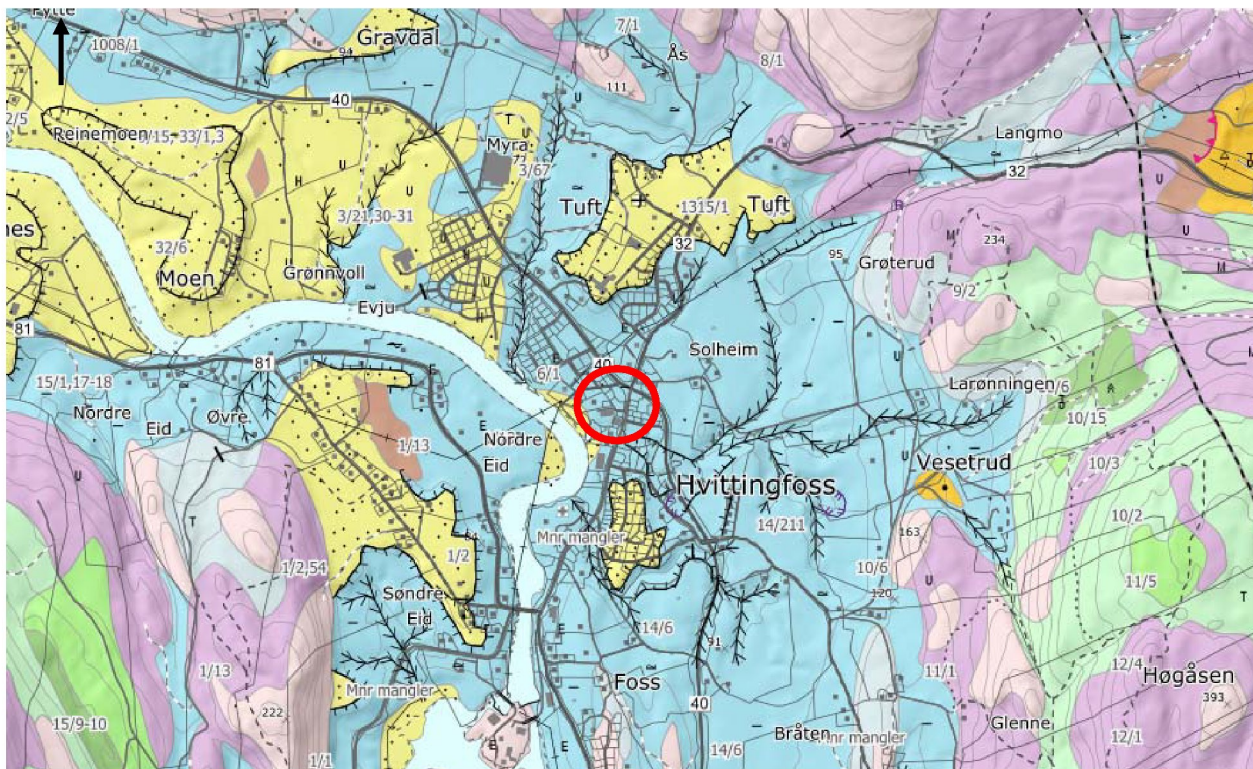 1008/1
Gravdal
94
7/1
Ås
8/1
111
40
2/5
Reinemoen
9/15, 33/1,3
Myra
3/67
Langmo
32
Tuft
1315/1
Tuft
3/21,30-31
32/6
Moen
Grønnvoll
32
95
Grøterud
234
9/2
Evju
81
81
40
6/1
Solheim
15/1,17-18
Nordre
Eid
Øvre
1/13
Nordre
Eid
Larønningen
10/15
Hvittingfoss
Vesetrud
10/3
14/211
Mnr mangler
163
10/2
1/2
1/2,54
10/6
11/5
Søndre
Eid
120
14/6
91
1/13
11/1
12/4
Høgåsen
393
Mnr mangler
Foss
40
222
15/9-10
Glenne
Bråten
Mnr mangler
14/6
12/1
1/1